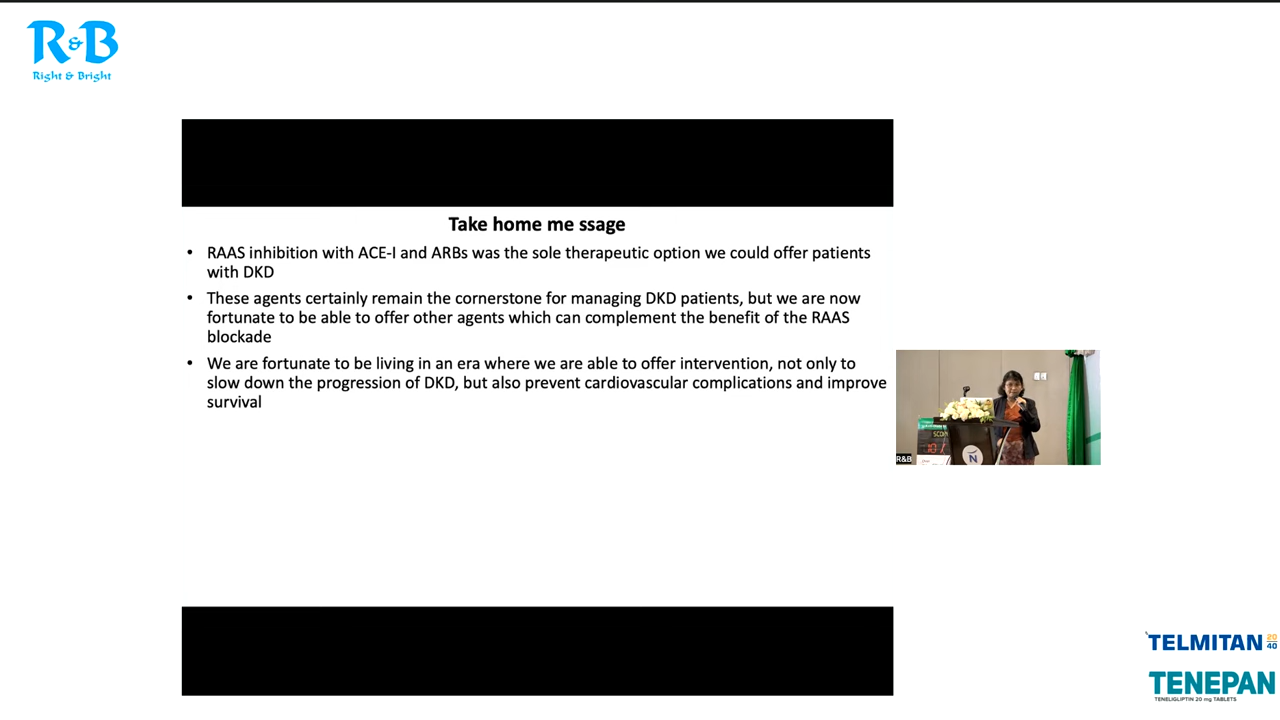 R&B
Right & Bright
Take home me ssage
• RAAS inhibition with ACE-I and ARBs was the sole therapeutic option we could offer patients
with DKD
• These agents certainly remain the cornerstone for managing DKD patients, but we are now
fortunate to be able to offer other agents which can complement the benefit of the RAAS
blockade
• We are fortunate to be living in an era where we are able to offer intervention, not only to
slow down the progression of DKD, but also prevent cardiovascular complications and improve
survival
R&B
N
TELMITAN 20 40
TENEPAN
TENELIGLIPTIN 20 mg TABLETS